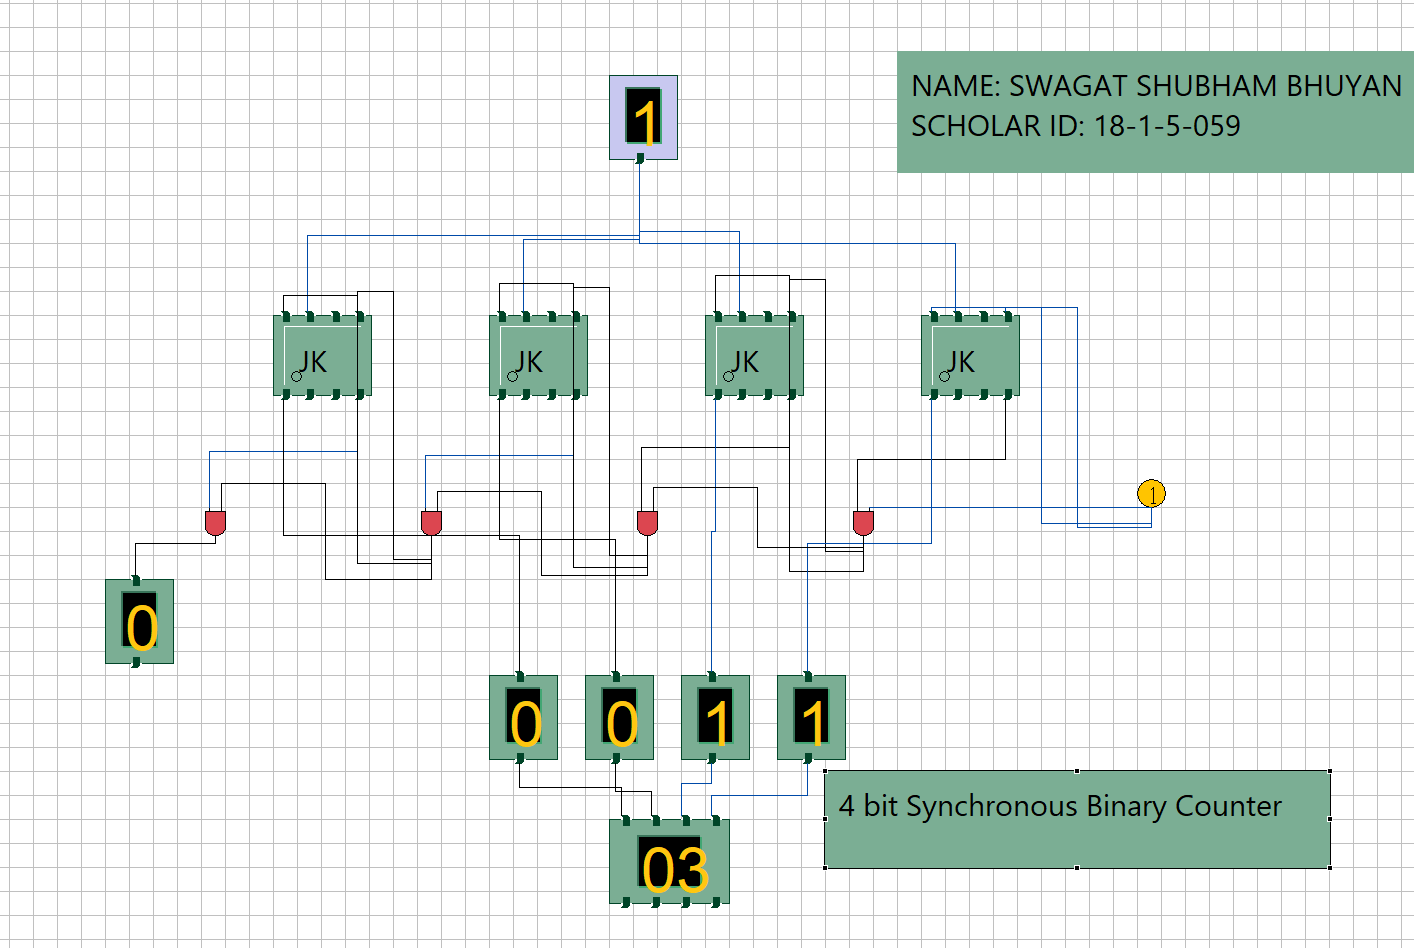 1
NAME: SWAGAT SHUBHAM BHUYAN
SCHOLAR ID: 18-1-5-059
JK JK JK JK
1
0
0 0 1 1
4 bit Synchronous Binary Counter
03